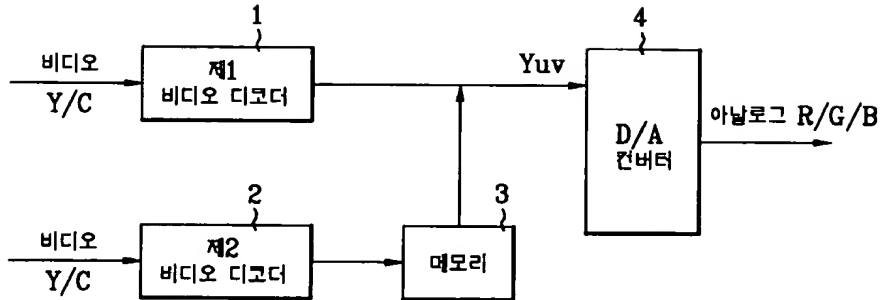 1
비디오
Y/C
제1
비디오 디코더
Yuv
4
D/A
컨버터
아날로그 R/G/B
2
비디오
Y/C
제2
비디오 디코더
3
메모리